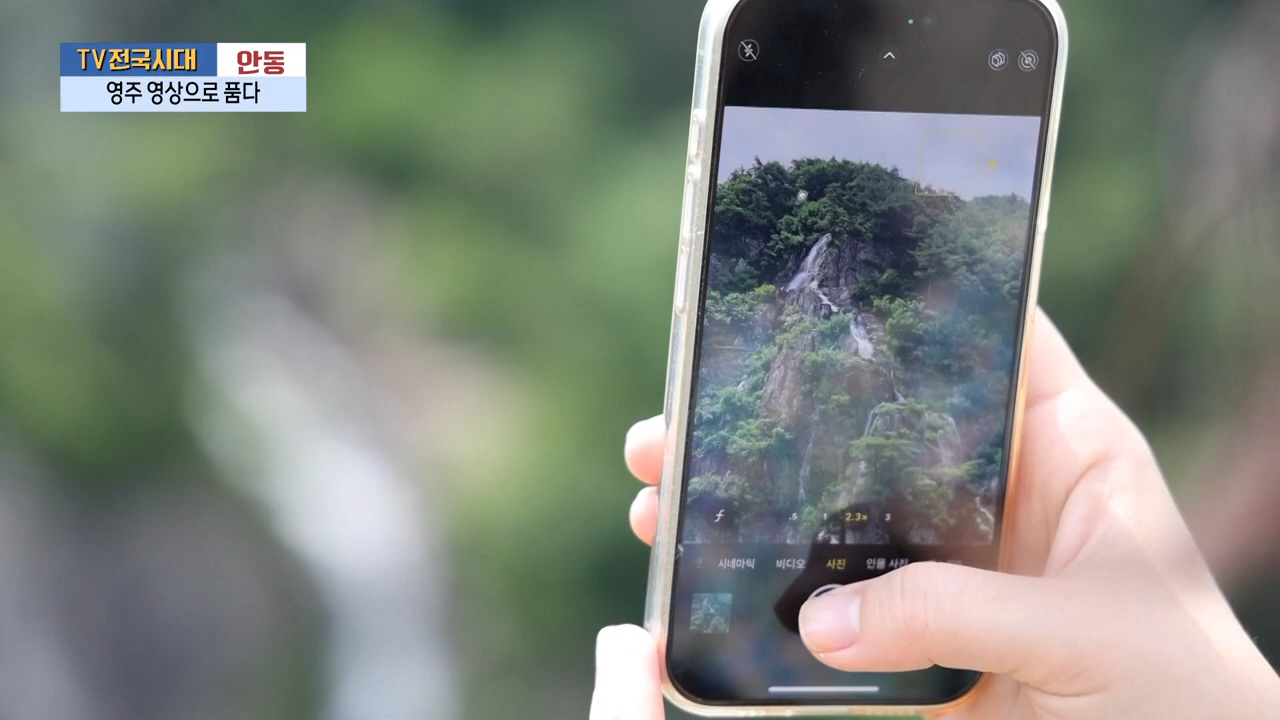 TV전국시대 안동
영주 영상으로 품다
.5 1 2.3× 3
시네마틱 비디오 사진 인물 사진